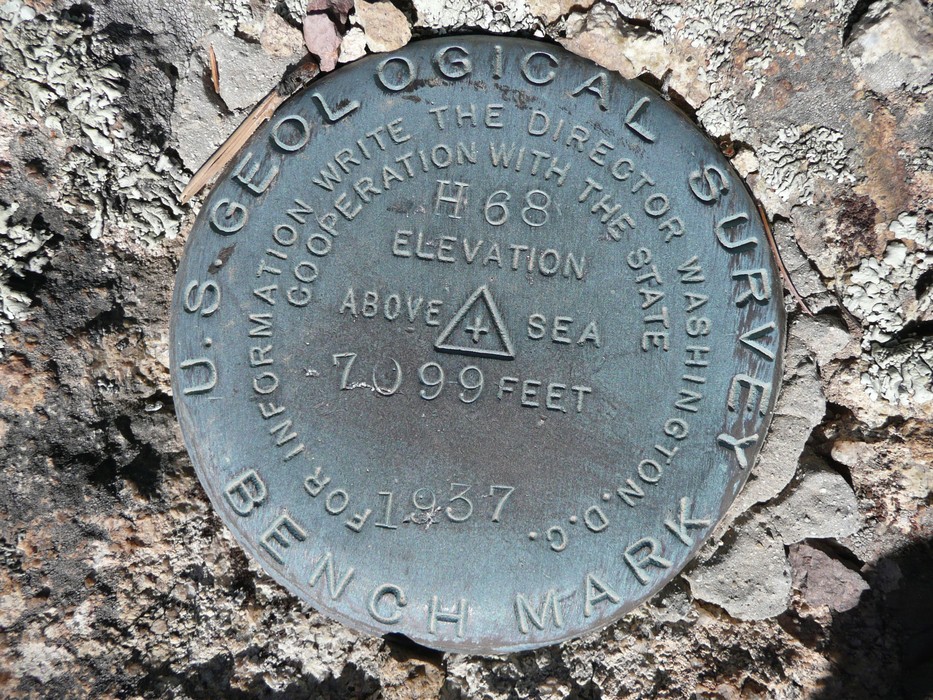 U.S. GEOLOGICAL SURVEY
FOR INFORMATION WRITE THE DIRECTOR WASHINGTON. D.C.
COOPERATION WITH THE STATE
H 68
ELEVATION
ABOVE SEA
7099 FEET
1937
BENCH MARK